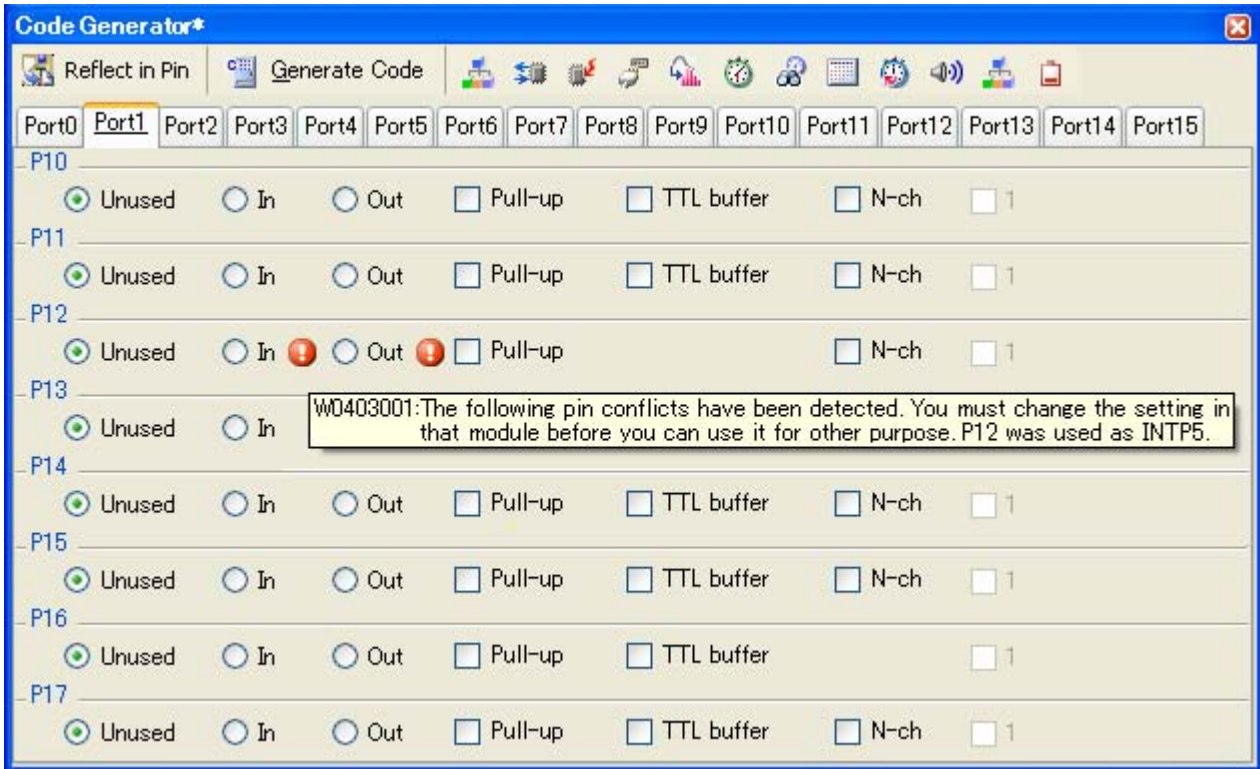 Code Generator*
Reflect in Pin Generate Code
Port0 Port1 Port2 Port3 Port4 Port5 Port6 Port7 Port8 Port9 Port10 Port11 Port12 Port13 Port14 Port15
P10
Unused In Out Pull-up TTL buffer N-ch 1
P11
Unused In Out Pull-up TTL buffer N-ch 1
P12
Unused In Out Pull-up N-ch 1
P13
W0403001:The following pin conflicts have been detected. You must change the setting in
Unused In
that module before you can use it for other purpose. P12 was used as INTP5.
P14
Unused In Out Pull-up TTL buffer N-ch 1
P15
Unused In Out Pull-up TTL buffer N-ch 1
P16
Unused In Out Pull-up TTL buffer 1
P17
Unused In Out Pull-up TTL buffer N-ch 1